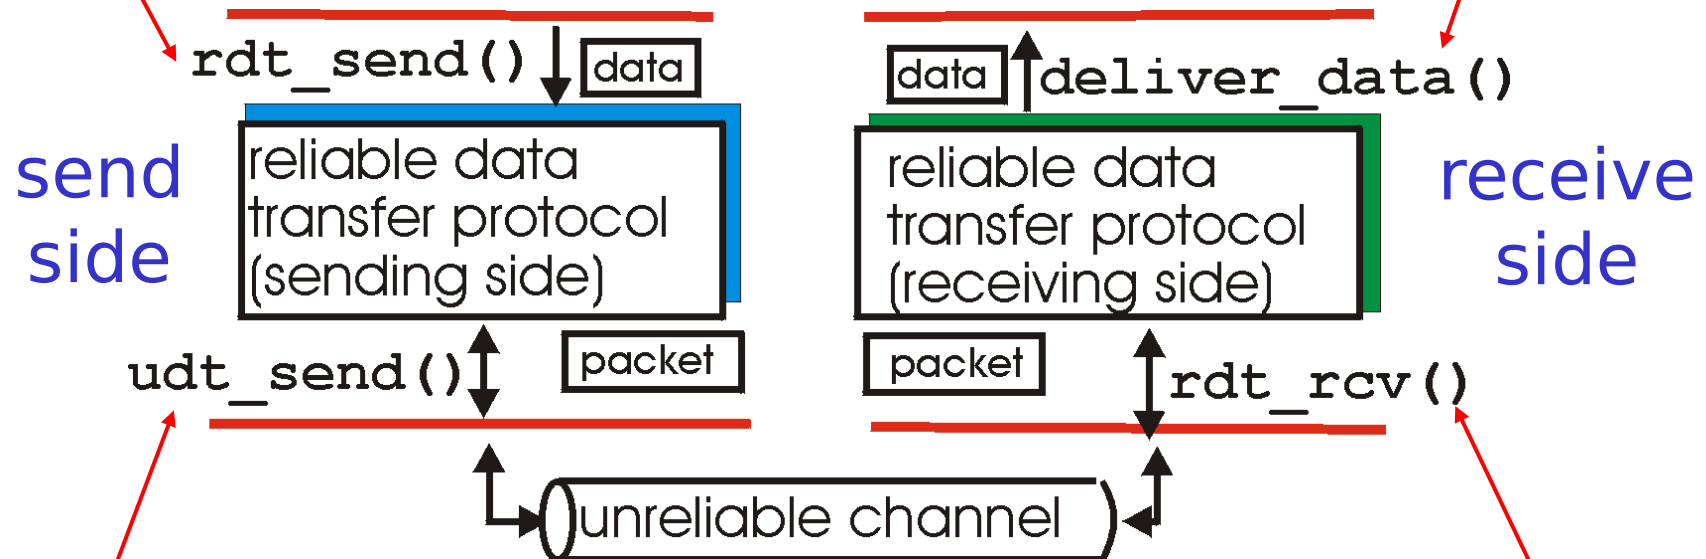 rdt_send()
data
data
deliver_data()
send
side
reliable data
transfer protocol
(sending side)
reliable data
transfer protocol
(receiving side)
receive
side
udt_send()
packet
packet
rdt_rcv()
unreliable channel